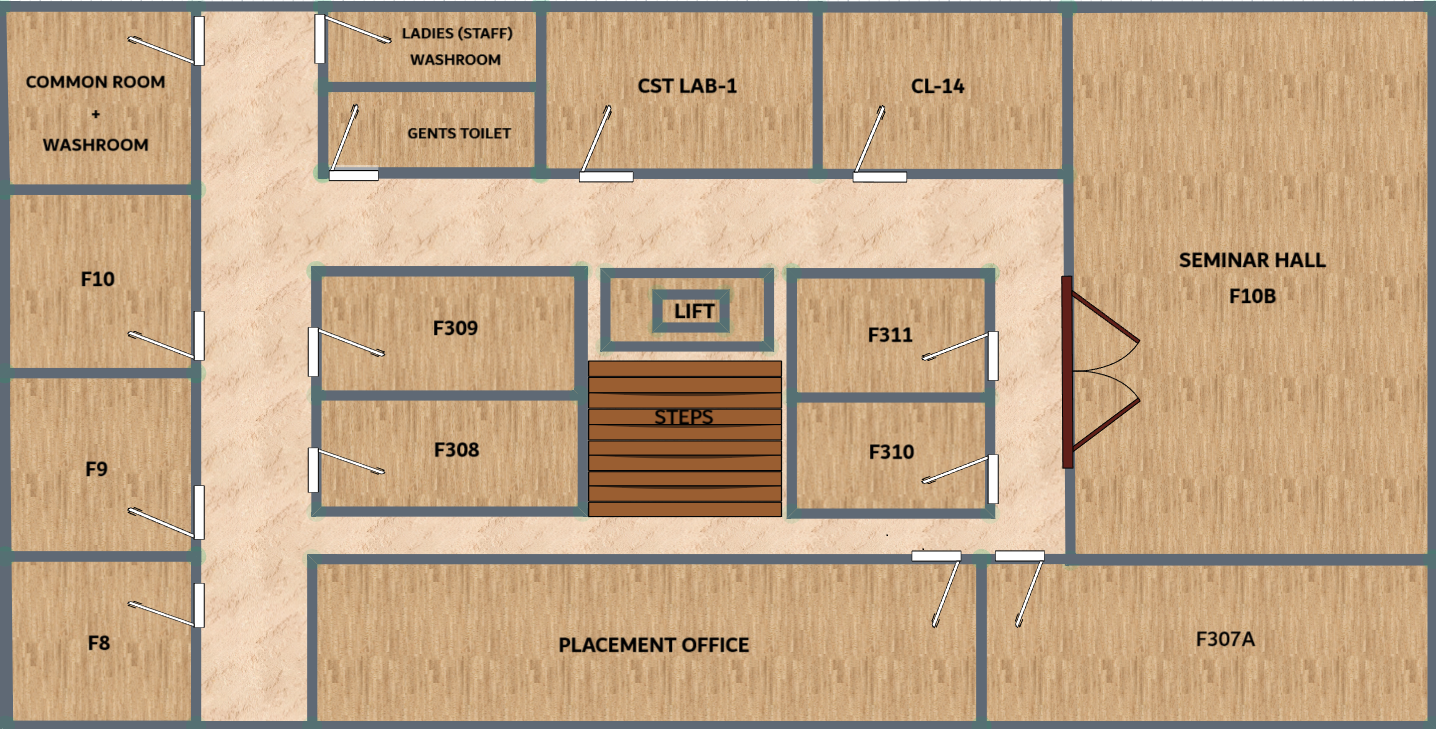 LADIES (STAFF)
WASHROOM
COMMON ROOM
+
WASHROOM
CST LAB-1
CL-14
GENTS TOILET
SEMINAR HALL
F10B
F10
F309
LIFT
F311
STEPS
F308
F310
F9
F8
PLACEMENT OFFICE
F307A